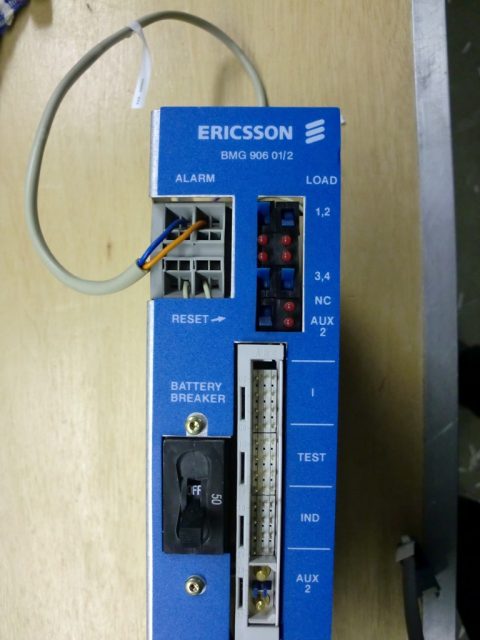 ERICSSON
BMG 906 01/2
ALARM
LOAD
1,2
3,4
NC
AUX
2
RESET
BATTERY
BREAKER
I
TEST
50
IND
AUX
2